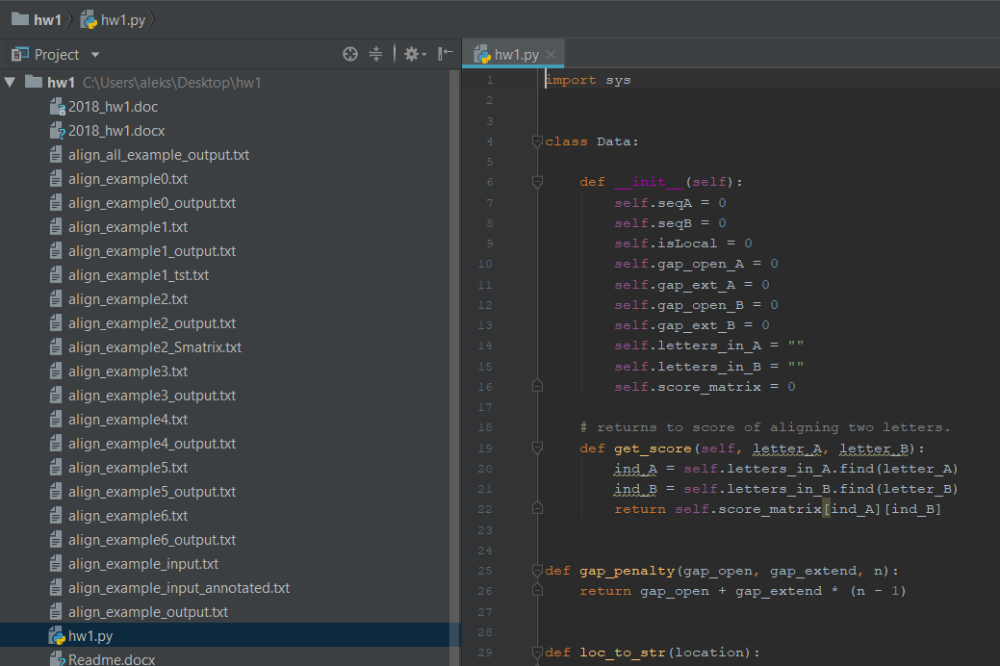 hw1 hw1.py
Project
hw1 C:\Users\aleks\Desktop\hw1
2018_hw1.doc
2018_hw1.docx
align_all_example_output.txt
align_example0.txt
align_example0_output.txt
align_example1.txt
align_example1_output.txt
align_example1_tst.txt
align_example2.txt
align_example2_output.txt
align_example2_Smatrix.txt
align_example3.txt
align_example3_output.txt
align_example4.txt
align_example4_output.txt
align_example5.txt
align_example5_output.txt
align_example6.txt
align_example6_output.txt
align_example_input.txt
align_example_input_annotated.txt
align_example_output.txt
hw1.py
Readme.docx
hw1.py
1 import sys
2
3
4 class Data:
5
6     def __init__(self):
7         self.seqA = 0
8         self.seqB = 0
9         self.isLocal = 0
10         self.gap_open_A = 0
11         self.gap_ext_A = 0
12         self.gap_open_B = 0
13         self.gap_ext_B = 0
14         self.letters_in_A = ""
15         self.letters_in_B = ""
16         self.score_matrix = 0
17
18     # returns to score of aligning two letters.
19     def get_score(self, letter_A, letter_B):
20         ind_A = self.letters_in_A.find(letter_A)
21         ind_B = self.letters_in_B.find(letter_B)
22         return self.score_matrix[ind_A][ind_B]
23
24
25 def gap_penalty(gap_open, gap_extend, n):
26     return gap_open + gap_extend * (n - 1)
27
28
29 def loc_to_str(location):